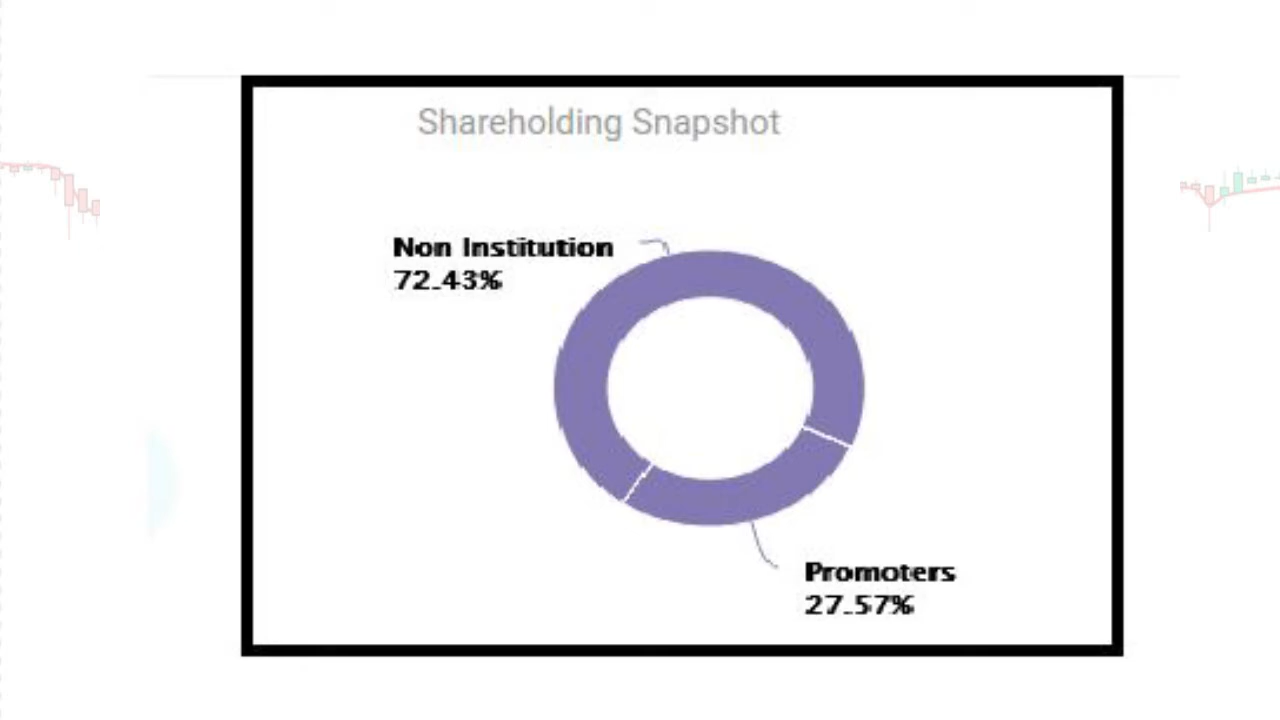 Shareholding Snapshot
Non Institution
72.43%
Promoters
27.57%